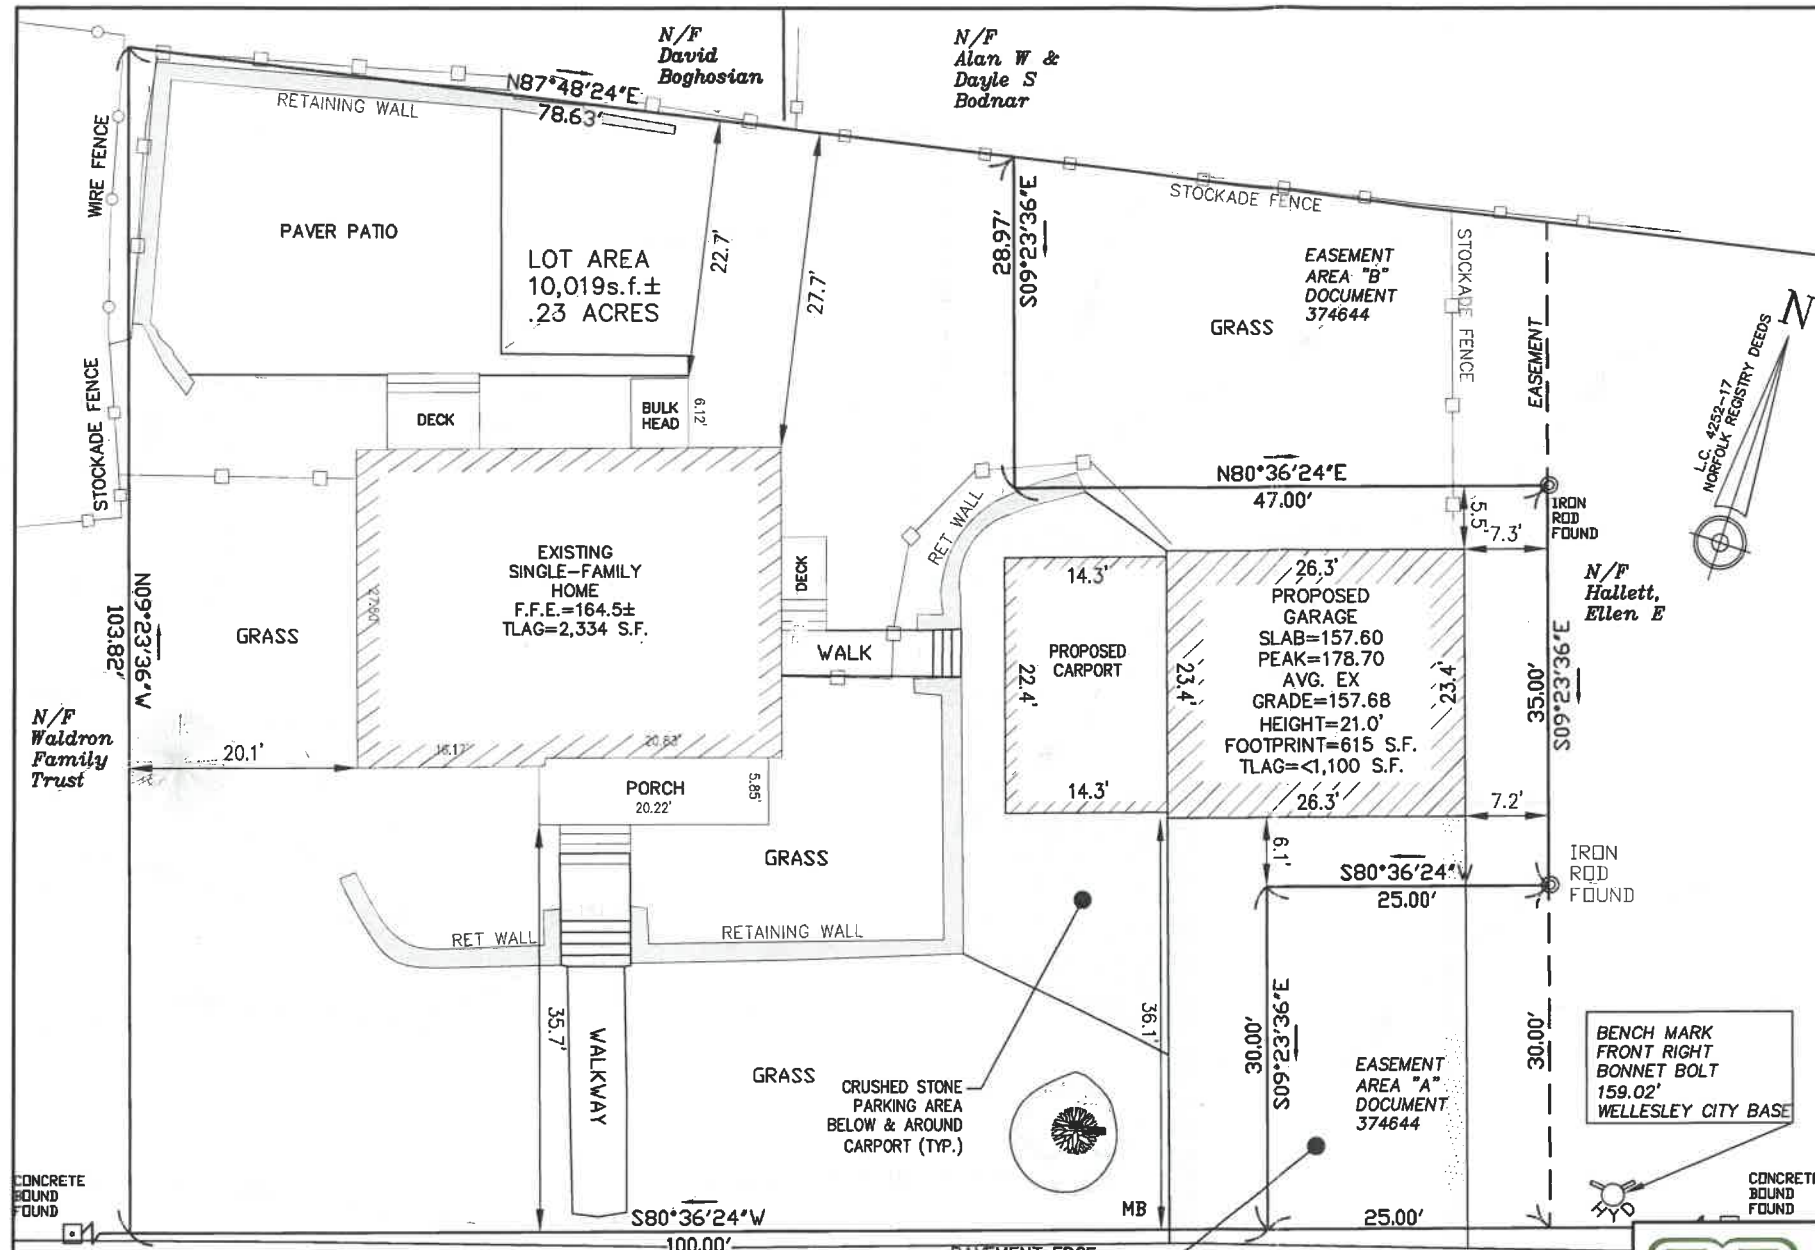 N/F
David
Boghosian
N/F
Alan W &
Dayle S
Bodnar
N87°48'24"E
78.63'
RETAINING WALL
WIRE FENCE
PAVER PATIO
LOT AREA
10,019s.f.±
.23 ACRES
22.7'
27.7'
28.97'
S09°23'36"E
STOCKADE FENCE
EASEMENT
AREA "B"
DOCUMENT
374644
GRASS
STOCKADE FENCE
EASEMENT
N
L.C. 4252-17
NORFOLK REGISTRY DEEDS
STOCKADE FENCE
DECK
BULK
HEAD
6.12'
N80°36'24"E
47.00'
IRON
ROD
FOUND
5.5'
7.3'
RET WALL
EXISTING
SINGLE-FAMILY
HOME
F.F.E.=164.5±
TLAG=2,334 S.F.
27.60'
DECK
WALK
14.3'
PROPOSED
CARPORT
22.4'
14.3'
26.3'
PROPOSED
GARAGE
SLAB=157.60
PEAK=178.70
AVG. EX
GRADE=157.68
HEIGHT=21.0'
FOOTPRINT=615 S.F.
TLAG=<1,100 S.F.
26.3'
23.4'
23.4'
N/F
Hallett,
Ellen E
35.00'
S09°23'36"E
N09°23'36"W
103.82'
GRASS
N/F
Waldron
Family
Trust
20.1'
16.17'
20.83'
PORCH
20.22'
5.85'
7.2'
6.1'
GRASS
S80°36'24"W
25.00'
IRON
ROD
FOUND
RET WALL
RETAINING WALL
35.7'
WALKWAY
GRASS
CRUSHED STONE
PARKING AREA
BELOW & AROUND
CARPORT (TYP.)
36.1'
30.00'
S09°23'36"E
EASEMENT
AREA "A"
DOCUMENT
374644
30.00'
BENCH MARK
FRONT RIGHT
BONNET BOLT
159.02'
WELLESLEY CITY BASE
CONCRETE
BOUND
FOUND
HYD
CONCRETE
BOUND
FOUND
MB
S80°36'24"W
100.00'
25.00'
PAVEMENT EDGE